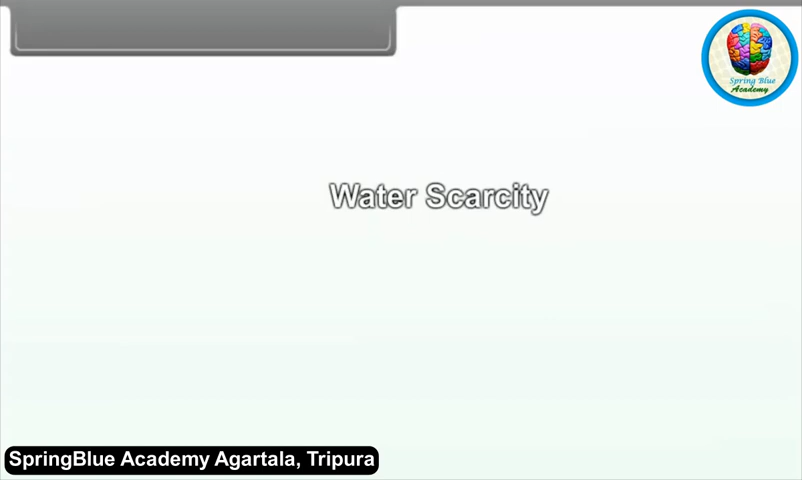 Spring Blue
Academy
Water Scarcity
SpringBlue Academy Agartala, Tripura